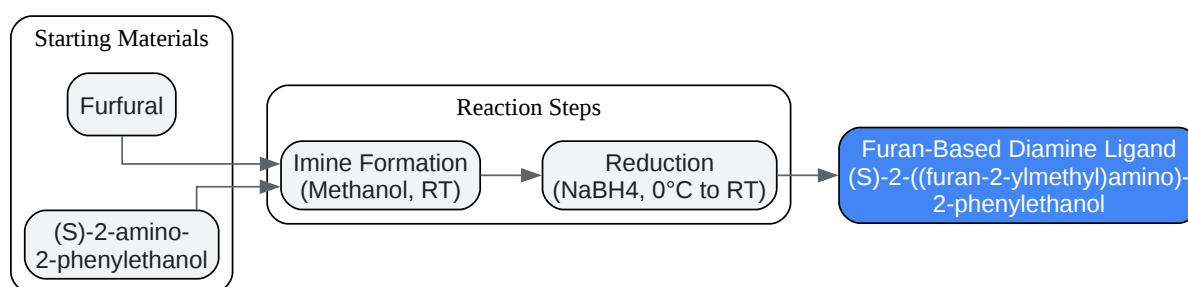 Starting Materials
Furfural
(S)-2-amino-
2-phenylethanol
Reaction Steps
Imine Formation
(Methanol, RT)
Reduction
(NaBH4, 0°C to RT)
Furan-Based Diamine Ligand
(S)-2-((furan-2-ylmethyl)amino)-
2-phenylethanol